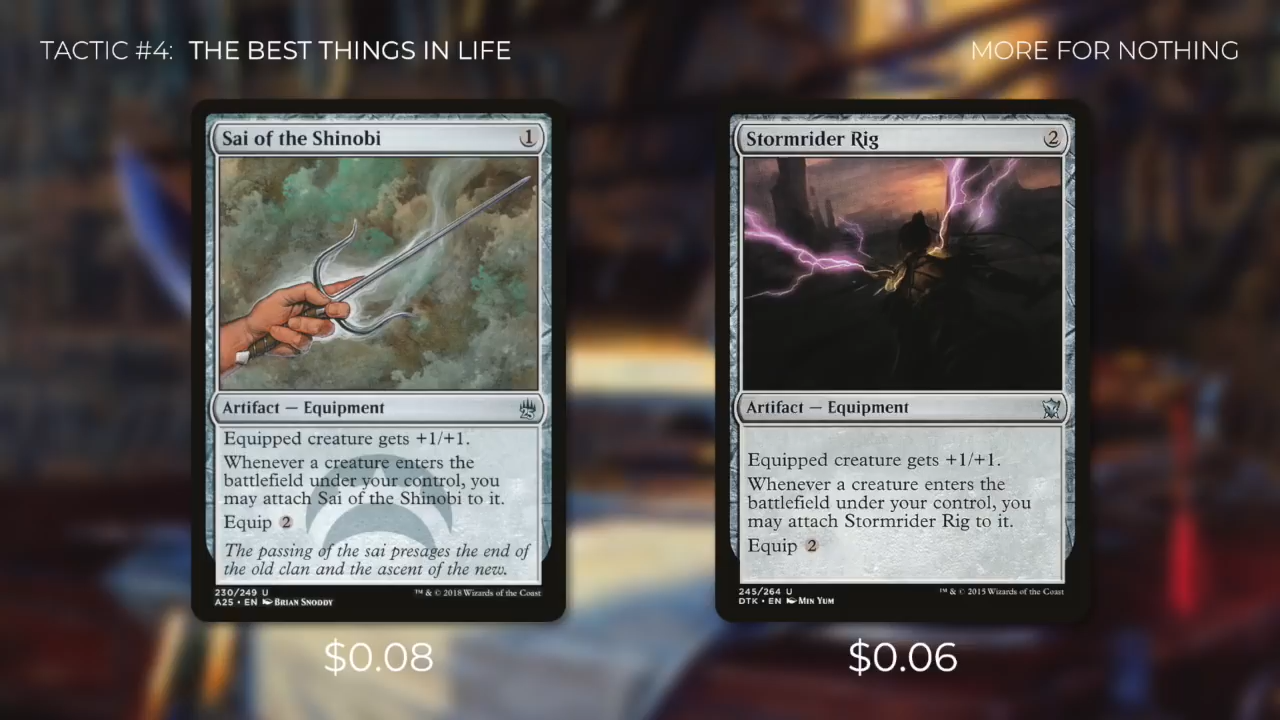 TACTIC #4: THE BEST THINGS IN LIFE
MORE FOR NOTHING
Sai of the Shinobi 1
Artifact — Equipment
Equipped creature gets +1/+1.
Whenever a creature enters the
battlefield under your control, you
may attach Sai of the Shinobi to it.
Equip 2
The passing of the sai presages the end of
the old clan and the ascent of the new.
230/249 U
A25 • EN Brian Snoddy
™ & © 2018 Wizards of the Coast
$0.08
Stormrider Rig 2
Artifact — Equipment
Equipped creature gets +1/+1.
Whenever a creature enters the
battlefield under your control, you
may attach Stormrider Rig to it.
Equip 2
245/264 U
DTK • EN Min Yum
™ & © 2015 Wizards of the Coast
$0.06